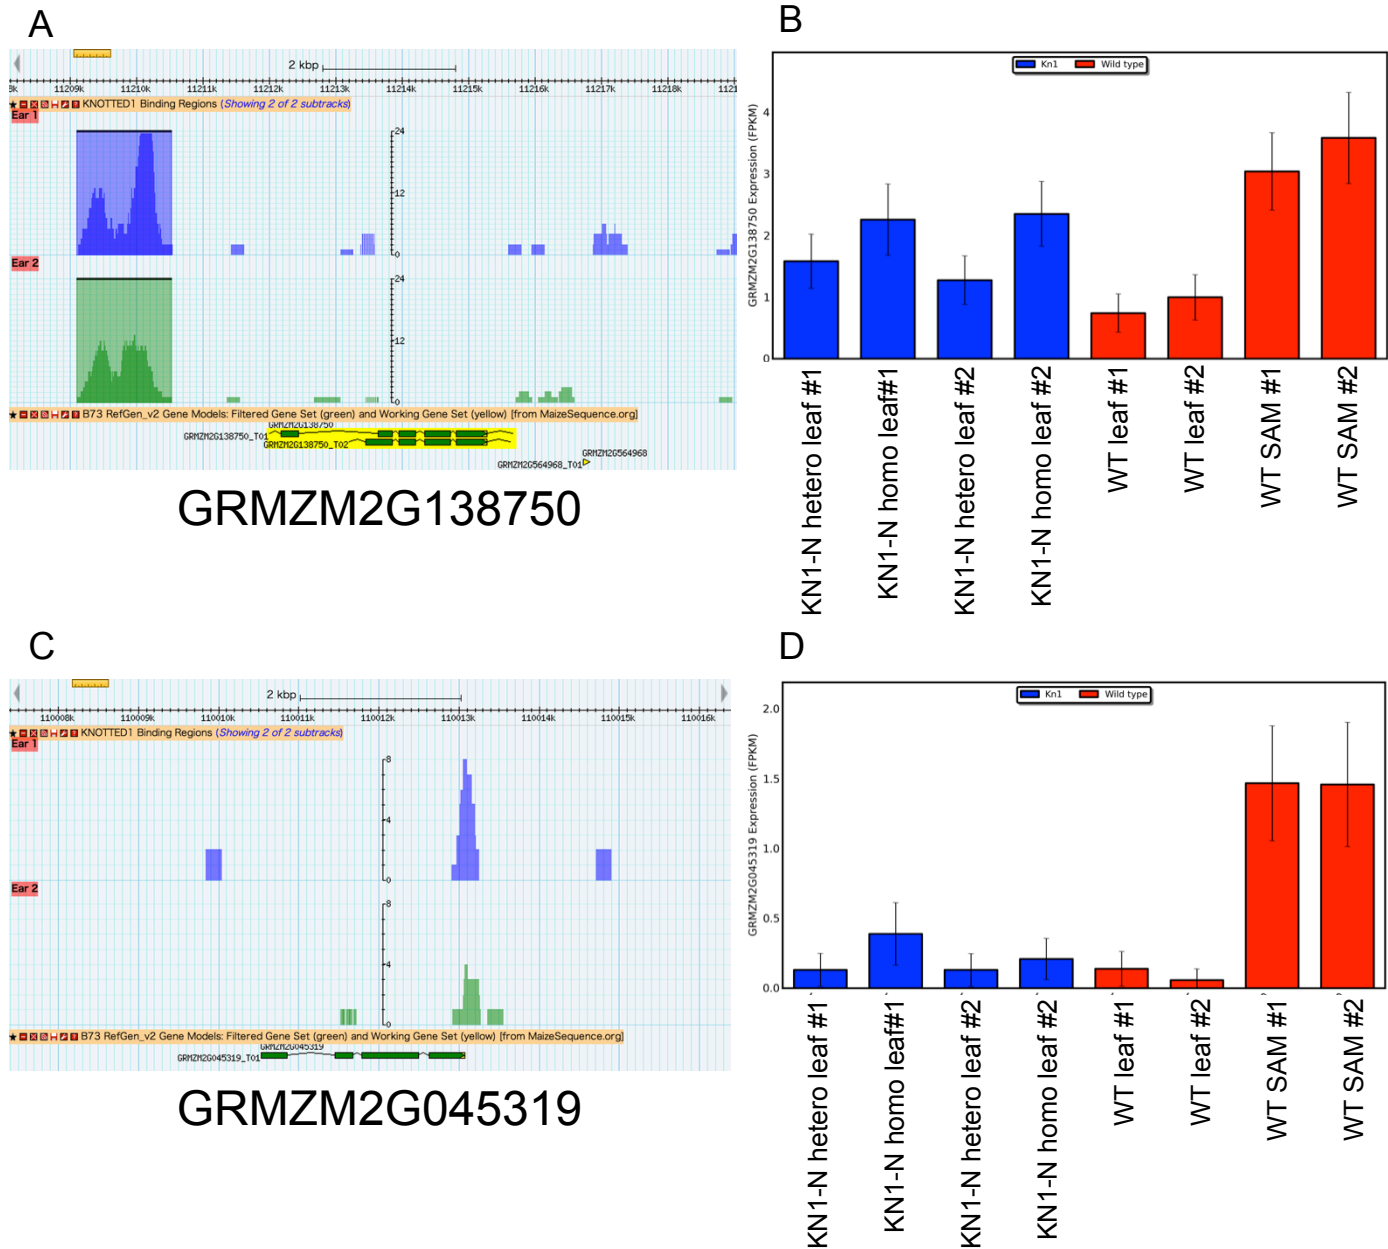 A
2 kbp
8k 11209k 11210k 11211k 11212k 11213k 11214k 11215k 11216k 11217k 11218k 1121
KNOTTED1 Binding Regions (Showing 2 of 2 subtracks)
Ear 1
24
12
0
Ear 2
24
12
0
B73 RefGen_v2 Gene Models: Filtered Gene Set (green) and Working Gene Set (yellow) [from MaizeSequence.org]
GRMZM2G138750
GRMZM2G138750_T01
GRMZM2G138750_T02
GRMZM2G564968
GRMZM2G564968_T01
GRMZM2G138750
B
Kn1 Wild type
GRMZM2G138750 Expression (FPKM)
4
3
2
1
0
KN1-N hetero leaf #1
KN1-N homo leaf#1
KN1-N hetero leaf #2
KN1-N homo leaf #2
WT leaf #1
WT leaf #2
WT SAM #1
WT SAM #2
C
2 kbp
110008k 110009k 110010k 110011k 110012k 110013k 110014k 110015k 110016k
KNOTTED1 Binding Regions (Showing 2 of 2 subtracks)
Ear 1
8
4
0
Ear 2
8
4
0
B73 RefGen_v2 Gene Models: Filtered Gene Set (green) and Working Gene Set (yellow) [from MaizeSequence.org]
GRMZM2G045319
GRMZM2G045319_T01
GRMZM2G045319
D
Kn1 Wild type
GRMZM2G045319 Expression (FPKM)
2.0
1.5
1.0
0.5
0.0
KN1-N hetero leaf #1
KN1-N homo leaf#1
KN1-N hetero leaf #2
KN1-N homo leaf #2
WT leaf #1
WT leaf #2
WT SAM #1
WT SAM #2